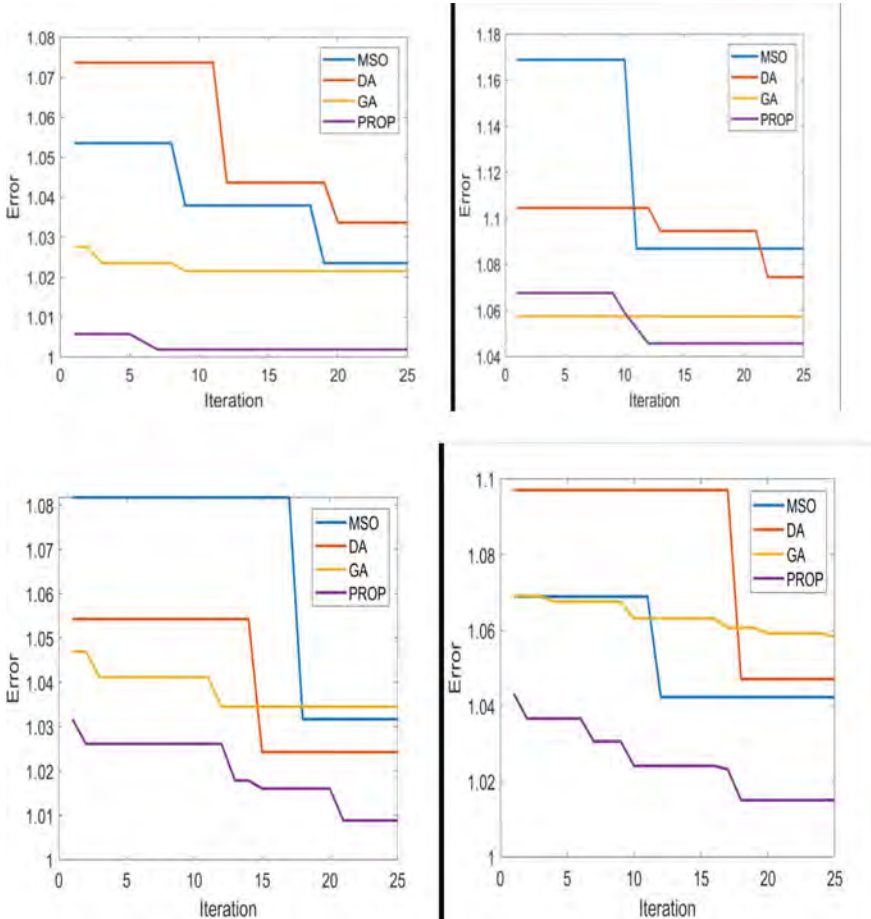 1.08
1.07
1.06
1.05
1.04
1.03
1.02
1.01
1
Error
MSO
DA
GA
PROP
0 5 10 15 20 25
Iteration
1.18
1.16
1.14
1.12
1.1
1.08
1.06
1.04
Error
MSO
DA
GA
PROP
0 5 10 15 20 25
Iteration
1.08
1.07
1.06
1.05
1.04
1.03
1.02
1.01
1
Error
MSO
DA
GA
PROP
0 5 10 15 20 25
Iteration
1.1
1.08
1.06
1.04
1.02
1
Error
MSO
DA
GA
PROP
0 5 10 15 20 25
Iteration